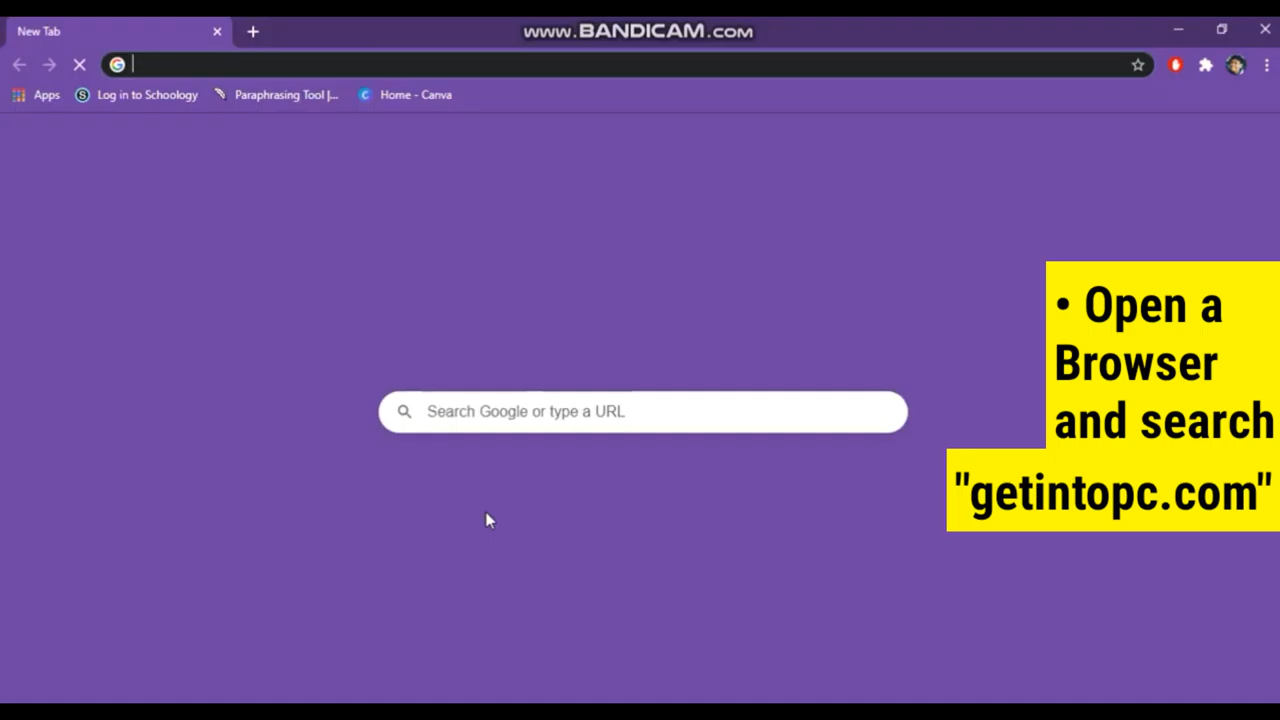 New Tab
www.BANDICAM.com
Apps
Log in to Schoology
Paraphrasing Tool |...
Home - Canva
Search Google or type a URL
• Open a
Browser
and search
"getintopc.com"